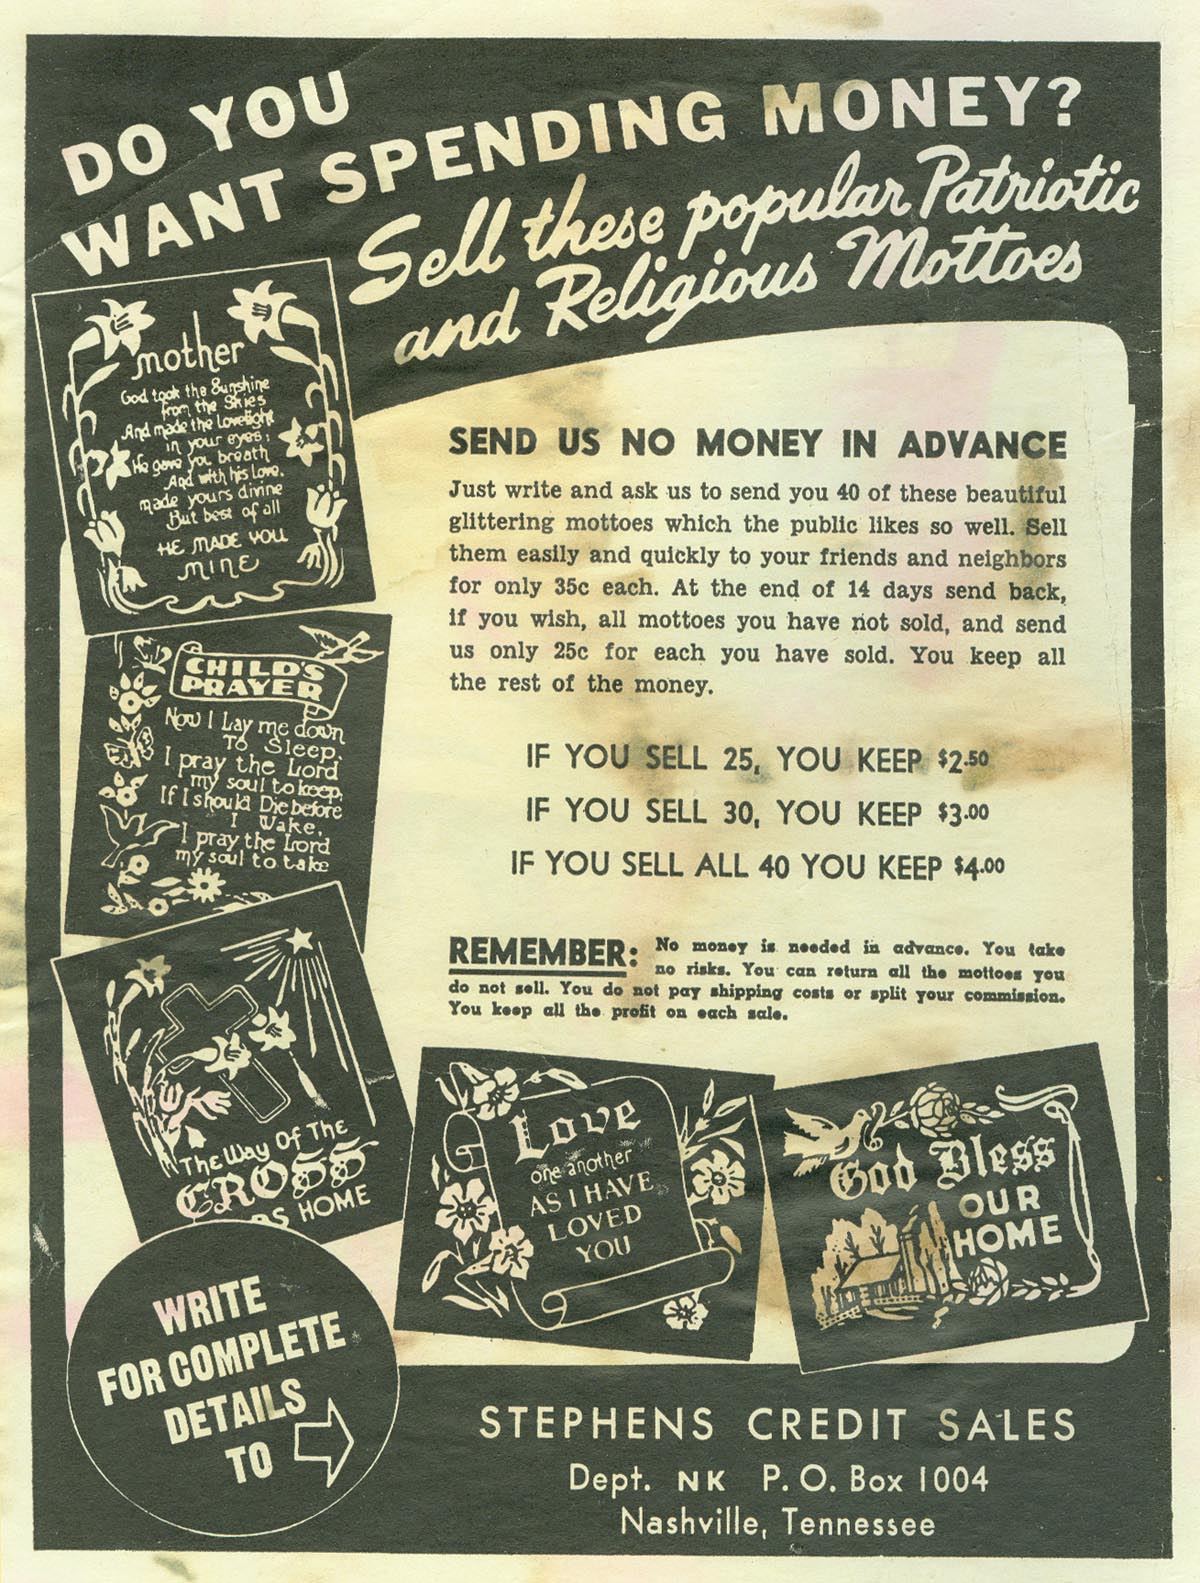 DO YOU
WANT SPENDING MONEY?
Sell these popular Patriotic
and Religious Mottoes
mother
God took the Sunshine
from the Skies
And made the lovelight
in your eyes;
He gave you breath
And with his love,
made yours divine
But best of all
HE MADE YOU
MINE
CHILD'S
PRAYER
Now I Lay me down
To Sleep,
I pray the Lord
my soul to keep,
If I should Die before
I Wake,
I pray the Lord
my soul to take
The Way Of The
CROSS
DS HOME
SEND US NO MONEY IN ADVANCE
Just write and ask us to send you 40 of these beautiful
glittering mottoes which the public likes so well. Sell
them easily and quickly to your friends and neighbors
for only 35c each. At the end of 14 days send back,
if you wish, all mottoes you have not sold, and send
us only 25c for each you have sold. You keep all
the rest of the money.
IF YOU SELL 25, YOU KEEP $2.50
IF YOU SELL 30, YOU KEEP $3.00
IF YOU SELL ALL 40 YOU KEEP $4.00
REMEMBER: No money is needed in advance. You take
no risks. You can return all the mottoes you
do not sell. You do not pay shipping costs or split your commission.
You keep all the profit on each sale.
Love
one another
AS I HAVE
LOVED
YOU
God Bless
OUR
HOME
WRITE
FOR COMPLETE
DETAILS
TO
STEPHENS CREDIT SALES
Dept. NK P.O. Box 1004
Nashville, Tennessee